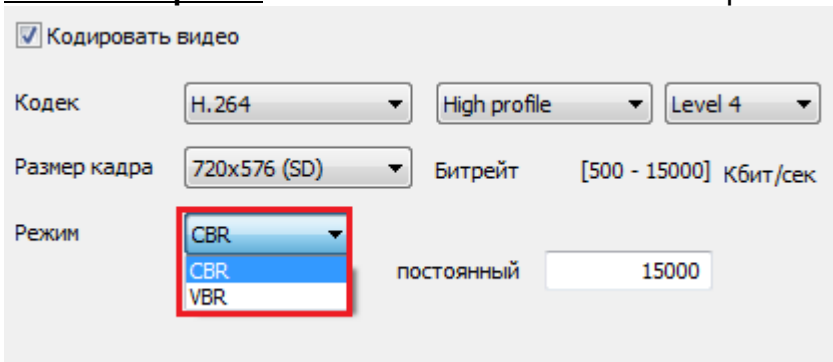 Кодировать видео
Кодек H.264 High profile Level 4
Размер кадра 720x576 (SD) Битрейт [500 - 15000] Кбит/сек
Режим CBR
CBR постоянный 15000
VBR